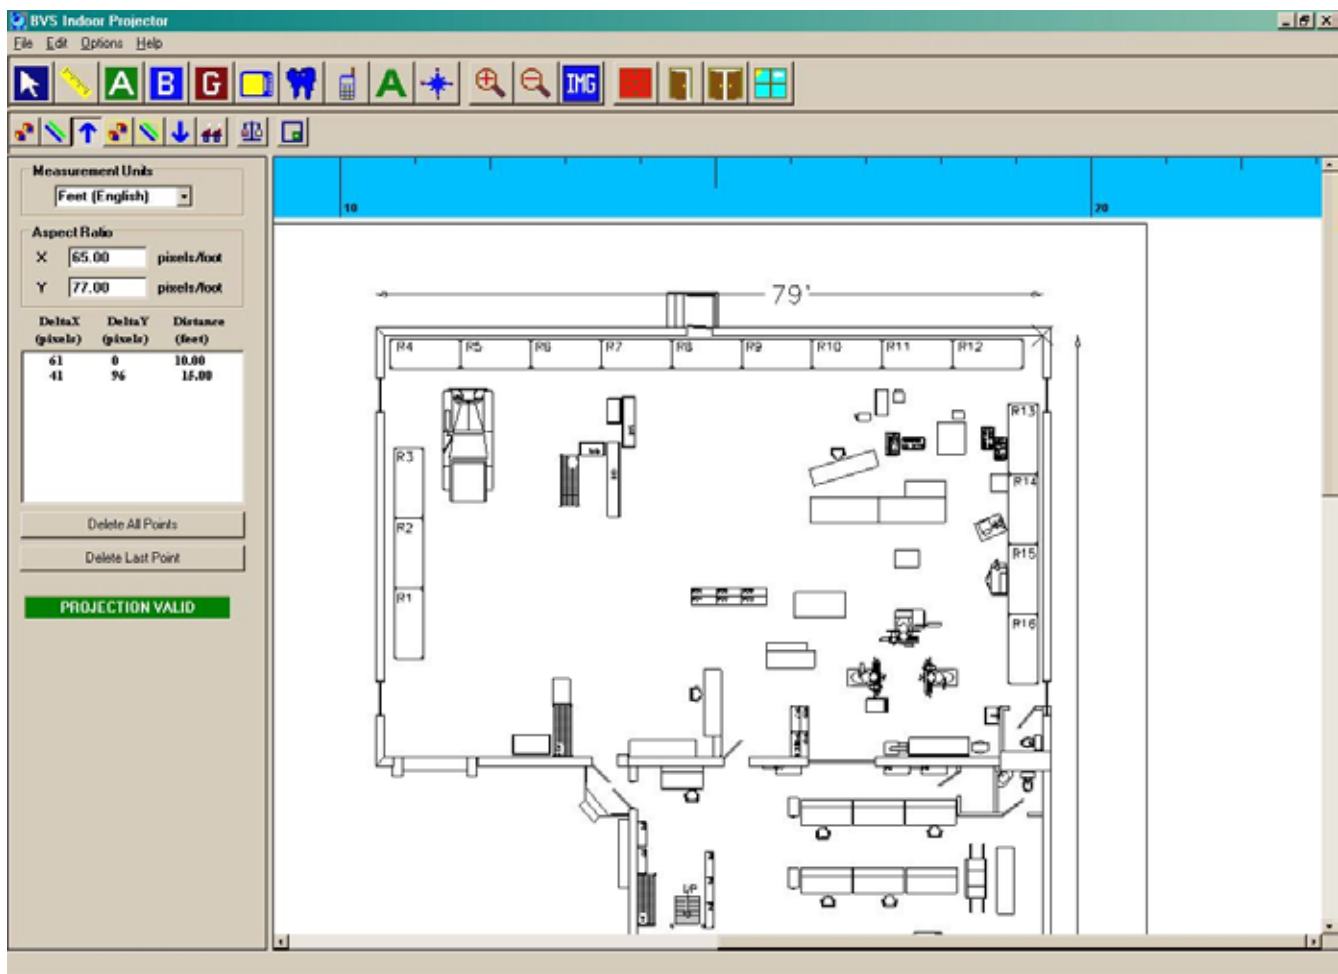 BVS Indoor Projector
File Edit Options Help
A B G A IMG
Measurement Units
Feet (English)
Aspect Ratio
X 65.00 pixels/foot
Y 77.00 pixels/foot
DeltaX DeltaY Distance
(pixels) (pixels) (feet)
61 0 10.00
41 96 15.00
Delete All Points
Delete Last Point
PROJECTION VALID
10 20
79'
R4 R5 R6 R7 R8 R9 R10 R11 R12
R13
R3
R14
R2
R15
R1
R16
UP